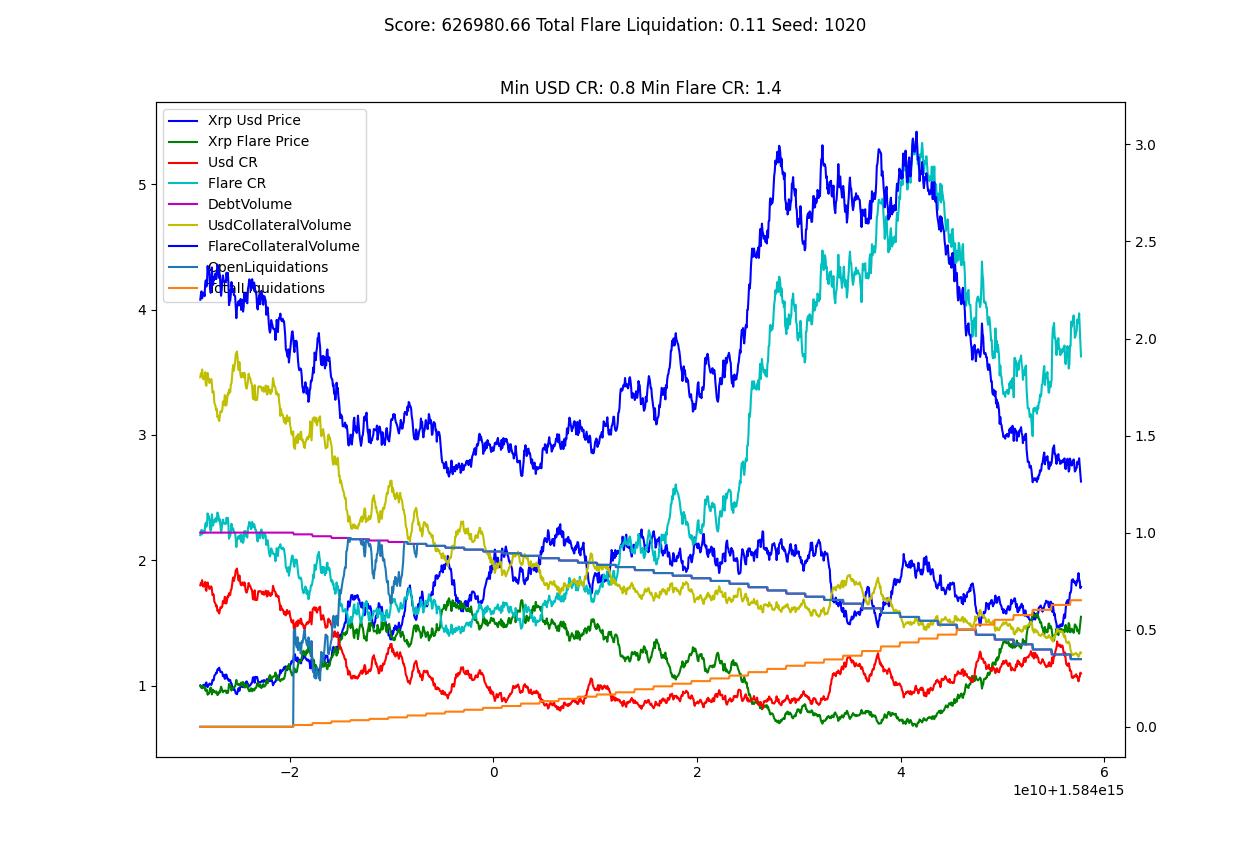 Score: 626980.66 Total Flare Liquidation: 0.11 Seed: 1020
Min USD CR: 0.8 Min Flare CR: 1.4
Xrp Usd Price
Xrp Flare Price
Usd CR
Flare CR
DebtVolume
UsdCollateralVolume
FlareCollateralVolume
OpenLiquidations
TotalLiquidations
5
4
3
2
1
3.0
2.5
2.0
1.5
1.0
0.5
0.0
−2
0
2
4
6
1e10+1.584e15